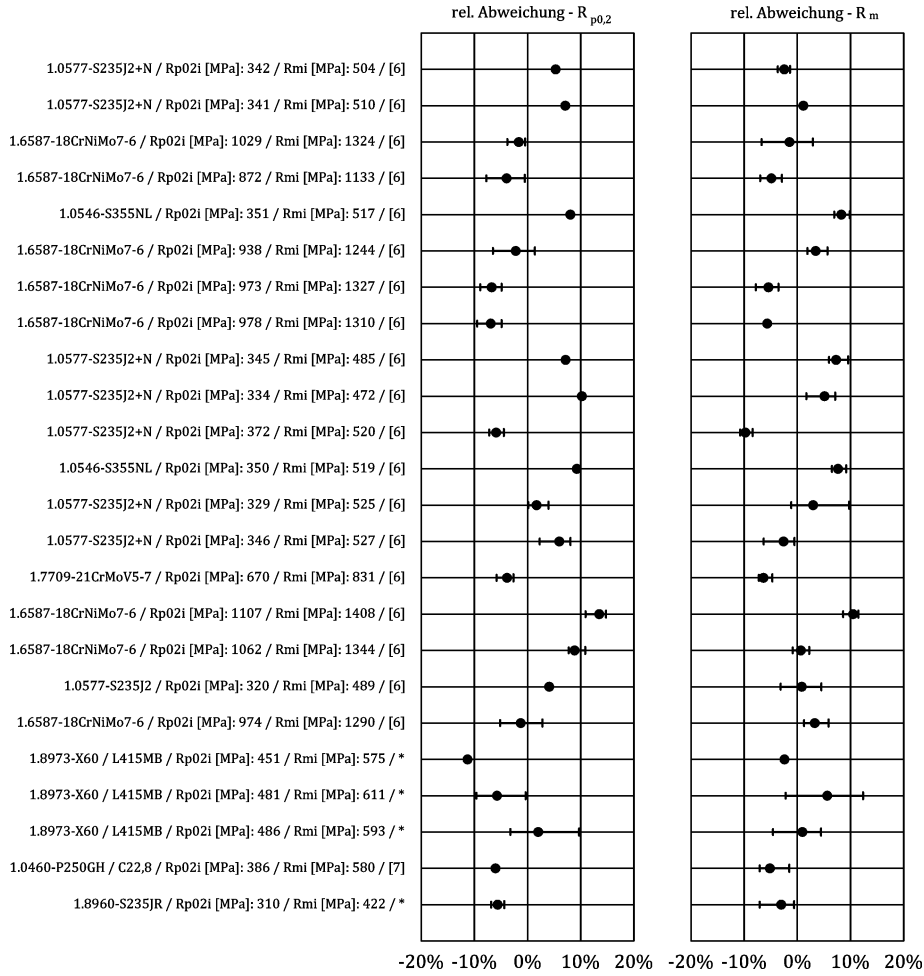 rel. Abweichung - R p0,2
rel. Abweichung - R m
1.0577-S235J2+N / Rp02i [MPa]: 342 / Rmi [MPa]: 504 / [6]
1.0577-S235J2+N / Rp02i [MPa]: 341 / Rmi [MPa]: 510 / [6]
1.6587-18CrNiMo7-6 / Rp02i [MPa]: 1029 / Rmi [MPa]: 1324 / [6]
1.6587-18CrNiMo7-6 / Rp02i [MPa]: 872 / Rmi [MPa]: 1133 / [6]
1.0546-S355NL / Rp02i [MPa]: 351 / Rmi [MPa]: 517 / [6]
1.6587-18CrNiMo7-6 / Rp02i [MPa]: 938 / Rmi [MPa]: 1244 / [6]
1.6587-18CrNiMo7-6 / Rp02i [MPa]: 973 / Rmi [MPa]: 1327 / [6]
1.6587-18CrNiMo7-6 / Rp02i [MPa]: 978 / Rmi [MPa]: 1310 / [6]
1.0577-S235J2+N / Rp02i [MPa]: 345 / Rmi [MPa]: 485 / [6]
1.0577-S235J2+N / Rp02i [MPa]: 334 / Rmi [MPa]: 472 / [6]
1.0577-S235J2+N / Rp02i [MPa]: 372 / Rmi [MPa]: 520 / [6]
1.0546-S355NL / Rp02i [MPa]: 350 / Rmi [MPa]: 519 / [6]
1.0577-S235J2+N / Rp02i [MPa]: 329 / Rmi [MPa]: 525 / [6]
1.0577-S235J2+N / Rp02i [MPa]: 346 / Rmi [MPa]: 527 / [6]
1.7709-21CrMoV5-7 / Rp02i [MPa]: 670 / Rmi [MPa]: 831 / [6]
1.6587-18CrNiMo7-6 / Rp02i [MPa]: 1107 / Rmi [MPa]: 1408 / [6]
1.6587-18CrNiMo7-6 / Rp02i [MPa]: 1062 / Rmi [MPa]: 1344 / [6]
1.0577-S235J2 / Rp02i [MPa]: 320 / Rmi [MPa]: 489 / [6]
1.6587-18CrNiMo7-6 / Rp02i [MPa]: 974 / Rmi [MPa]: 1290 / [6]
1.8973-X60 / L415MB / Rp02i [MPa]: 451 / Rmi [MPa]: 575 / *
1.8973-X60 / L415MB / Rp02i [MPa]: 481 / Rmi [MPa]: 611 / *
1.8973-X60 / L415MB / Rp02i [MPa]: 486 / Rmi [MPa]: 593 / *
1.0460-P250GH / C22,8 / Rp02i [MPa]: 386 / Rmi [MPa]: 580 / [7]
1.8960-S235JR / Rp02i [MPa]: 310 / Rmi [MPa]: 422 / *
-20% -10% 0% 10% 20%
-20% -10% 0% 10% 20%